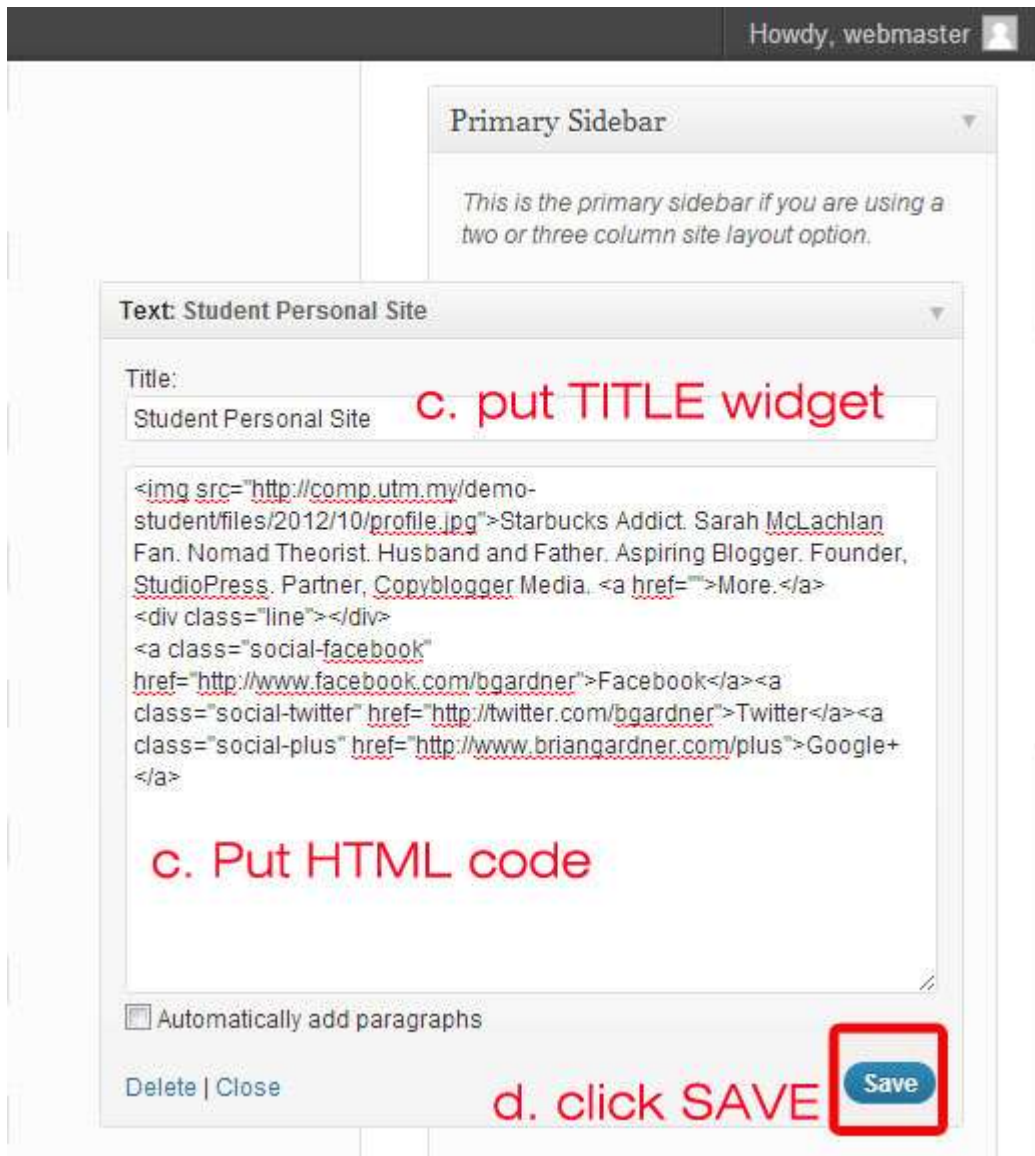 Howdy, webmaster
Primary Sidebar
This is the primary sidebar if you are using a
two or three column site layout option.
Text: Student Personal Site
Title:
c. put TITLE widget
Student Personal Site
<img src="http://comp.utm.my/demo-
student/files/2012/10/profile.jpg">Starbucks Addict. Sarah McLachlan
Fan. Nomad Theorist. Husband and Father. Aspiring Blogger. Founder,
StudioPress. Partner, Copyblogger Media. <a href="">More.</a>
<div class="line"></div>
<a class="social-facebook"
href="http://www.facebook.com/bgardner">Facebook</a><a
class="social-twitter" href="http://twitter.com/bgardner">Twitter</a><a
class="social-plus" href="http://www.briangardner.com/plus">Google+
</a>
c. Put HTML code
Automatically add paragraphs
Delete | Close
d. click SAVE
Save